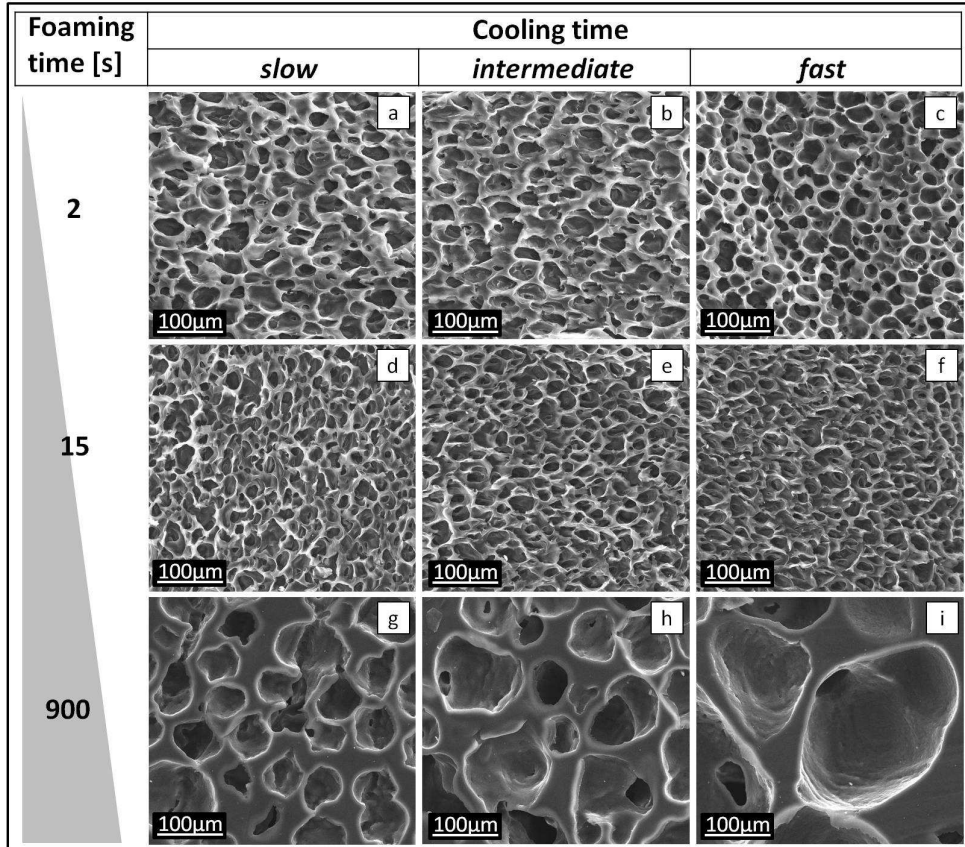 Foaming
time [s]
Cooling time
slow
intermediate
fast
2
a
100µm
b
100µm
c
100µm
15
d
100µm
e
100µm
f
100µm
900
g
100µm
h
100µm
i
100µm